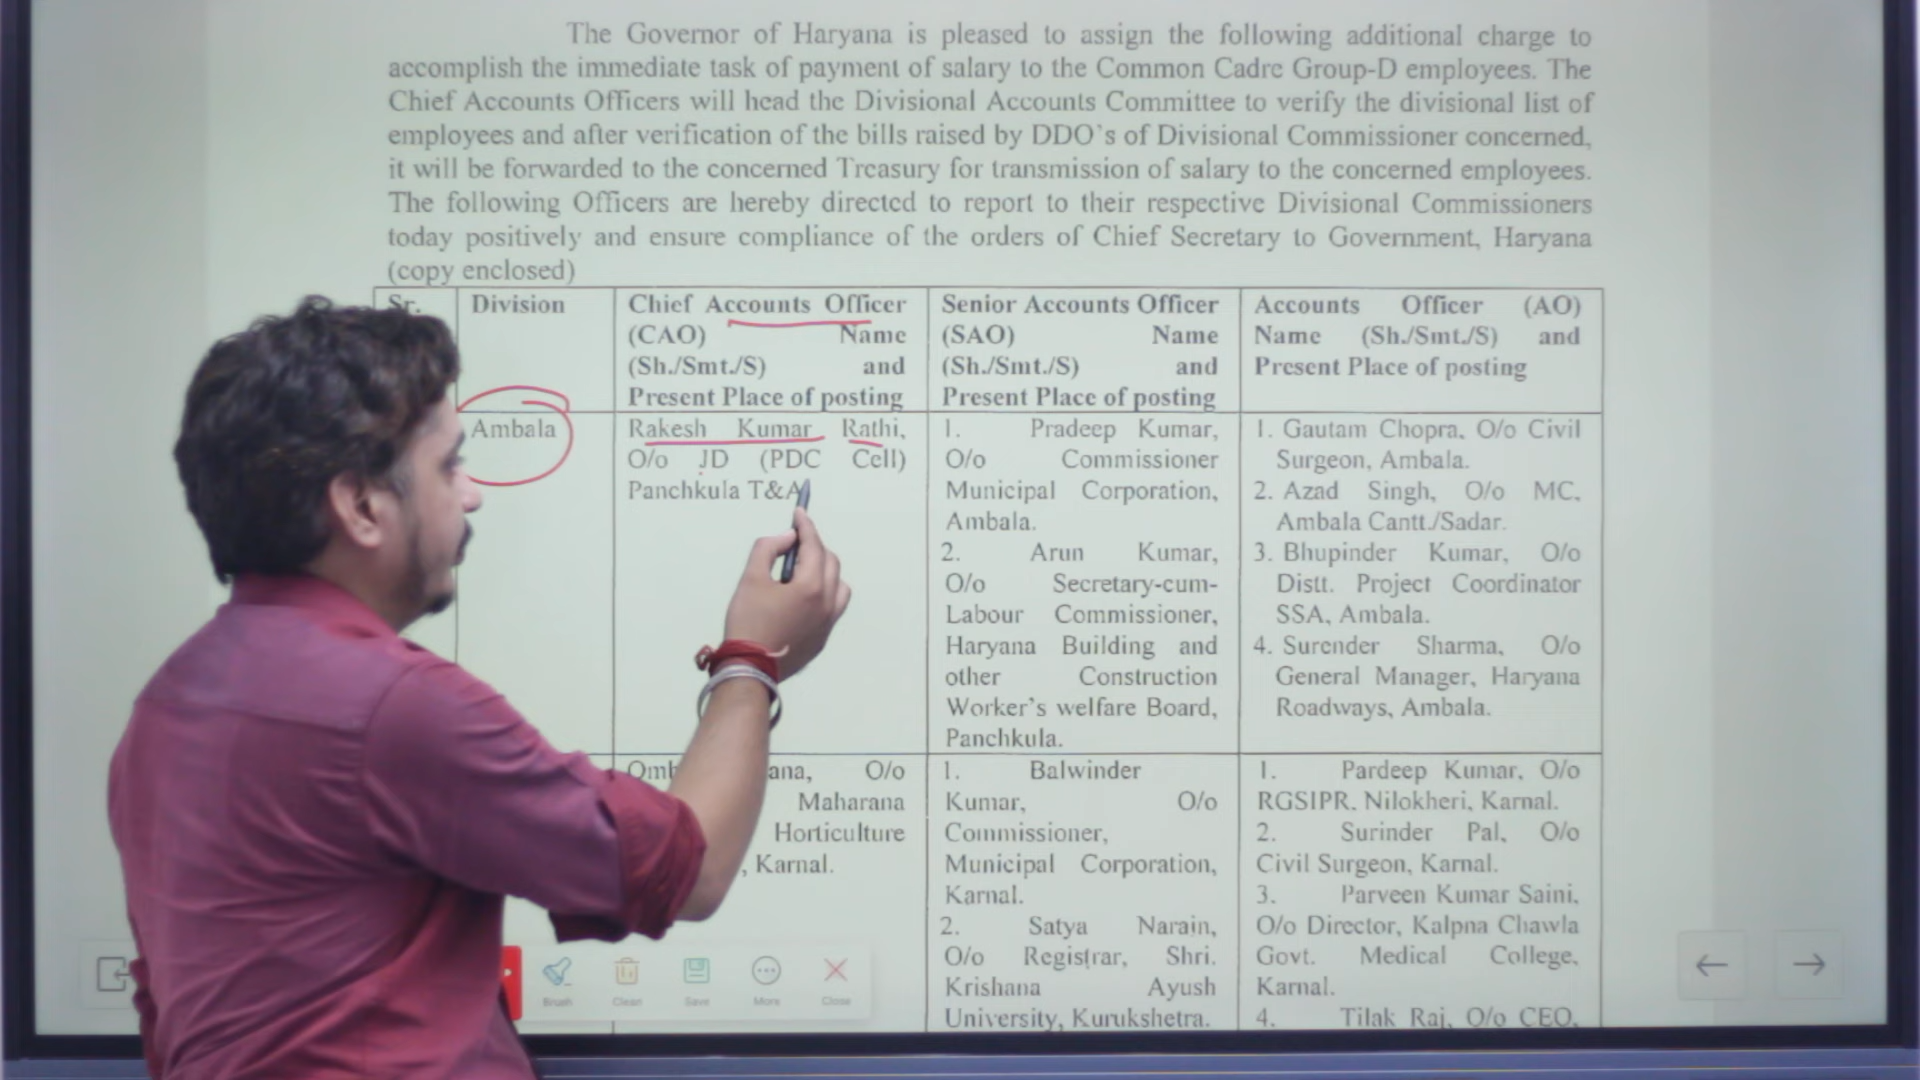 The Governor of Haryana is pleased to assign the following additional charge to
accomplish the immediate task of payment of salary to the Common Cadre Group-D employees. The
Chief Accounts Officers will head the Divisional Accounts Committee to verify the divisional list of
employees and after verification of the bills raised by DDO's of Divisional Commissioner concerned,
it will be forwarded to the concerned Treasury for transmission of salary to the concerned employees.
The following Officers are hereby directed to report to their respective Divisional Commissioners
today positively and ensure compliance of the orders of Chief Secretary to Government, Haryana
(copy enclosed)
Sr.
Division
Chief Accounts Officer
(CAO) Name
(Sh./Smt./S) and
Present Place of posting
Senior Accounts Officer
(SAO) Name
(Sh./Smt./S) and
Present Place of posting
Accounts Officer (AO)
Name (Sh./Smt./S) and
Present Place of posting
Ambala
Rakesh Kumar Rathi,
O/o JD (PDC Cell)
Panchkula T&A
1. Pradeep Kumar,
O/o Commissioner
Municipal Corporation,
Ambala.
2. Arun Kumar,
O/o Secretary-cum-
Labour Commissioner,
Haryana Building and
other Construction
Worker's welfare Board,
Panchkula.
1. Gautam Chopra, O/o Civil
Surgeon, Ambala.
2. Azad Singh, O/o MC,
Ambala Cantt./Sadar.
3. Bhupinder Kumar, O/o
Distt. Project Coordinator
SSA, Ambala.
4. Surender Sharma, O/o
General Manager, Haryana
Roadways, Ambala.
O/o
Maharana
Horticulture
, Karnal.
1. Balwinder
Kumar, O/o
Commissioner,
Municipal Corporation,
Karnal.
2. Satya Narain,
O/o Registrar, Shri.
Krishana Ayush
University, Kurukshetra.
1. Pardeep Kumar, O/o
RGSIPR, Nilokheri, Karnal.
2. Surinder Pal, O/o
Civil Surgeon, Karnal.
3. Parveen Kumar Saini,
O/o Director, Kalpna Chawla
Govt. Medical College,
Karnal.
4. Tilak Raj, O/o CEO,
Brush
Clean
Save
More
Close